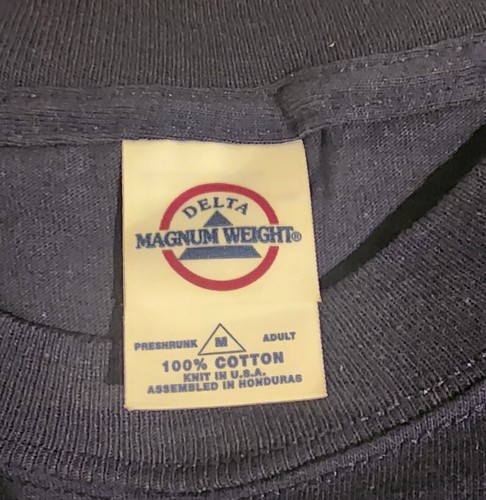 DELTA
MAGNUM WEIGHT®
PRESHRUNK M ADULT
100% COTTON
KNIT IN U.S.A.
ASSEMBLED IN HONDURAS